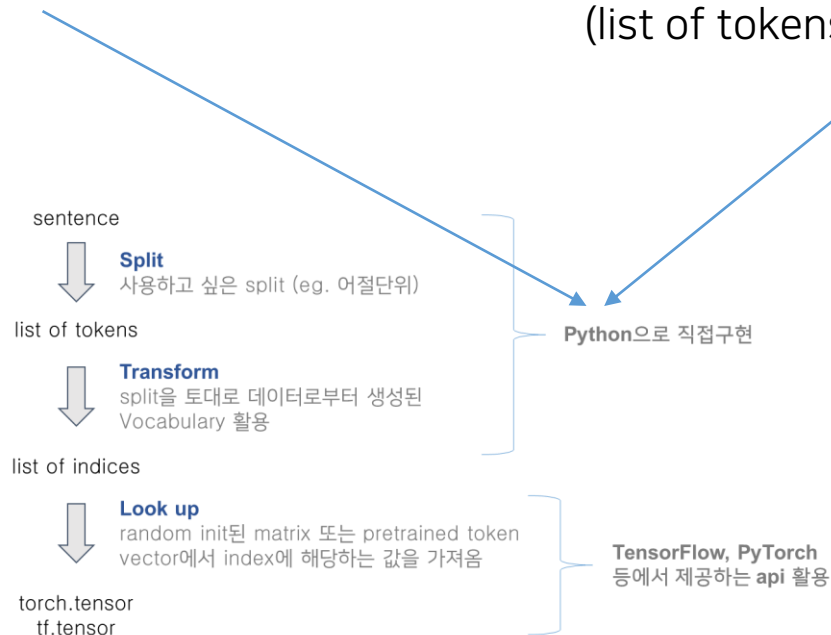 (list of tokens
sentence
Split
사용하고 싶은 split (eg. 어절단위)
list of tokens
Python으로 직접구현
Transform
split을 토대로 데이터로부터 생성된
Vocabulary 활용
list of indices
Look up
random init된 matrix 또는 pretrained token
vector에서 index에 해당하는 값을 가져옴
TensorFlow, PyTorch
등에서 제공하는 api 활용
torch.tensor
tf.tensor